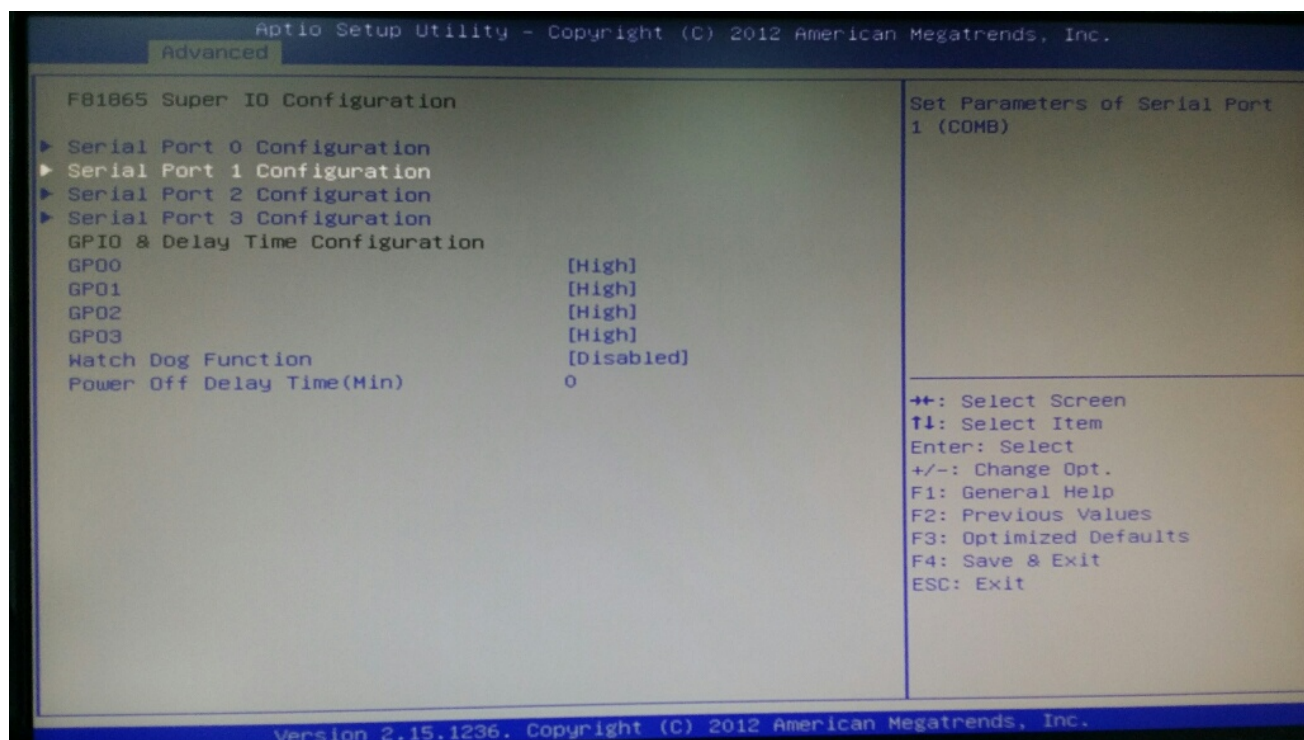 Aptio Setup Utility - Copyright (C) 2012 American Megatrends, Inc.
Advanced
F81865 Super IO Configuration
► Serial Port 0 Configuration
► Serial Port 1 Configuration
► Serial Port 2 Configuration
► Serial Port 3 Configuration
GPIO & Delay Time Configuration
GPO0 [High]
GPO1 [High]
GPO2 [High]
GPO3 [High]
Watch Dog Function [Disabled]
Power Off Delay Time(Min) 0
Set Parameters of Serial Port
1 (COMB)
→←: Select Screen
↑↓: Select Item
Enter: Select
+/-: Change Opt.
F1: General Help
F2: Previous Values
F3: Optimized Defaults
F4: Save & Exit
ESC: Exit
Version 2.15.1236. Copyright (C) 2012 American Megatrends, Inc.